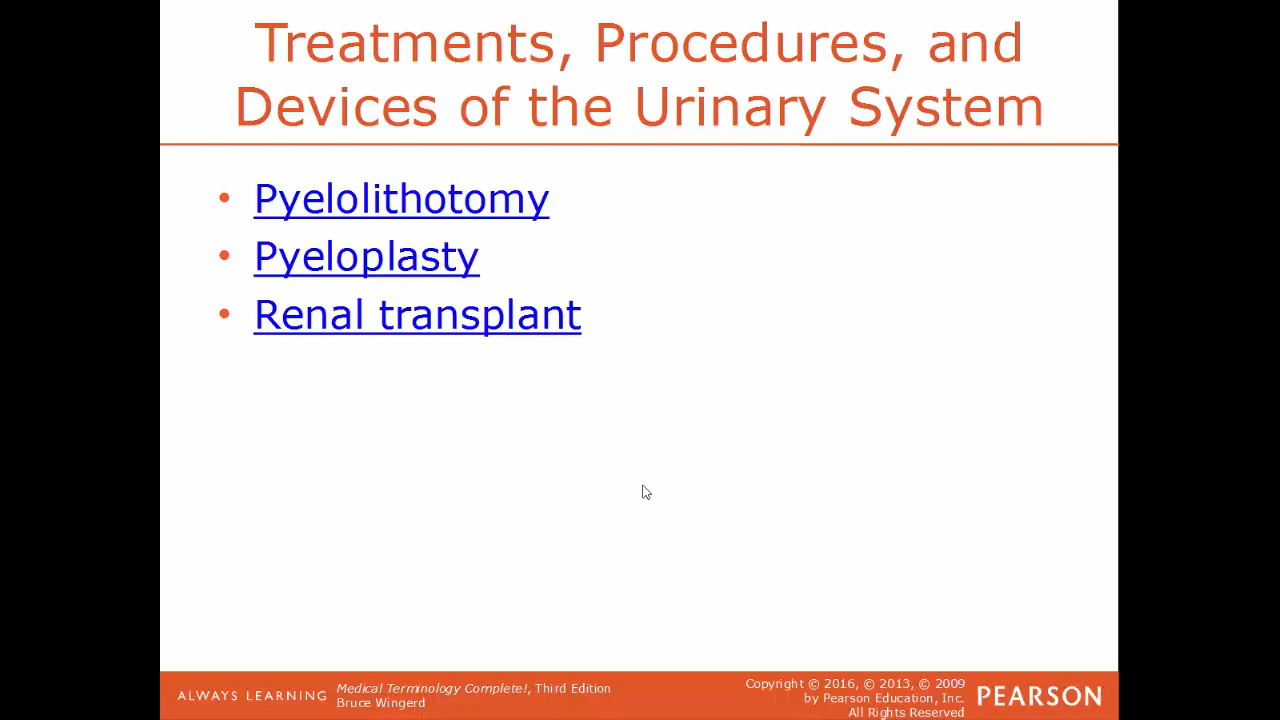 Treatments, Procedures, and
Devices of the Urinary System
• Pyelolithotomy
• Pyeloplasty
• Renal transplant
ALWAYS LEARNING
Medical Terminology Complete!, Third Edition
Bruce Wingerd
Copyright © 2016, © 2013, © 2009
by Pearson Education, Inc.
All Rights Reserved
PEARSON